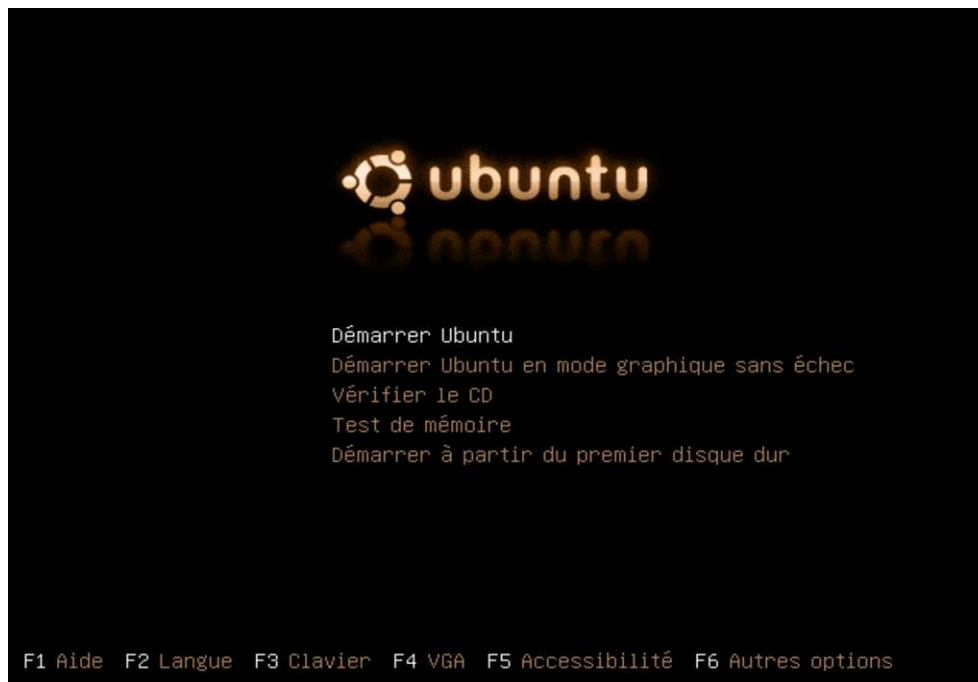 ubuntu
Démarrer Ubuntu
Démarrer Ubuntu en mode graphique sans échec
Vérifier le CD
Test de mémoire
Démarrer à partir du premier disque dur
F1 Aide F2 Langue F3 Clavier F4 VGA F5 Accessibilité F6 Autres options